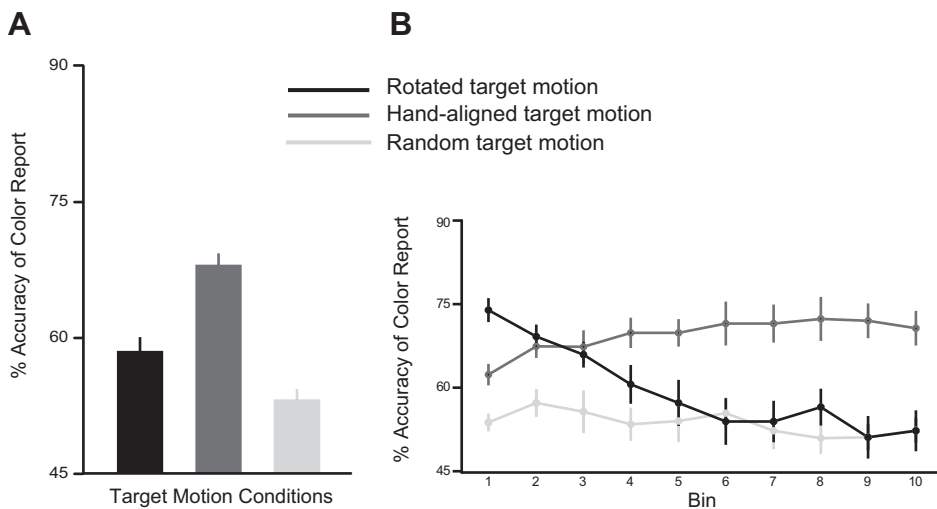 A
B
90
75
60
45
% Accuracy of Color Report
Target Motion Conditions
Rotated target motion
Hand-aligned target motion
Random target motion
90
75
60
45
% Accuracy of Color Report
1 2 3 4 5 6 7 8 9 10
Bin